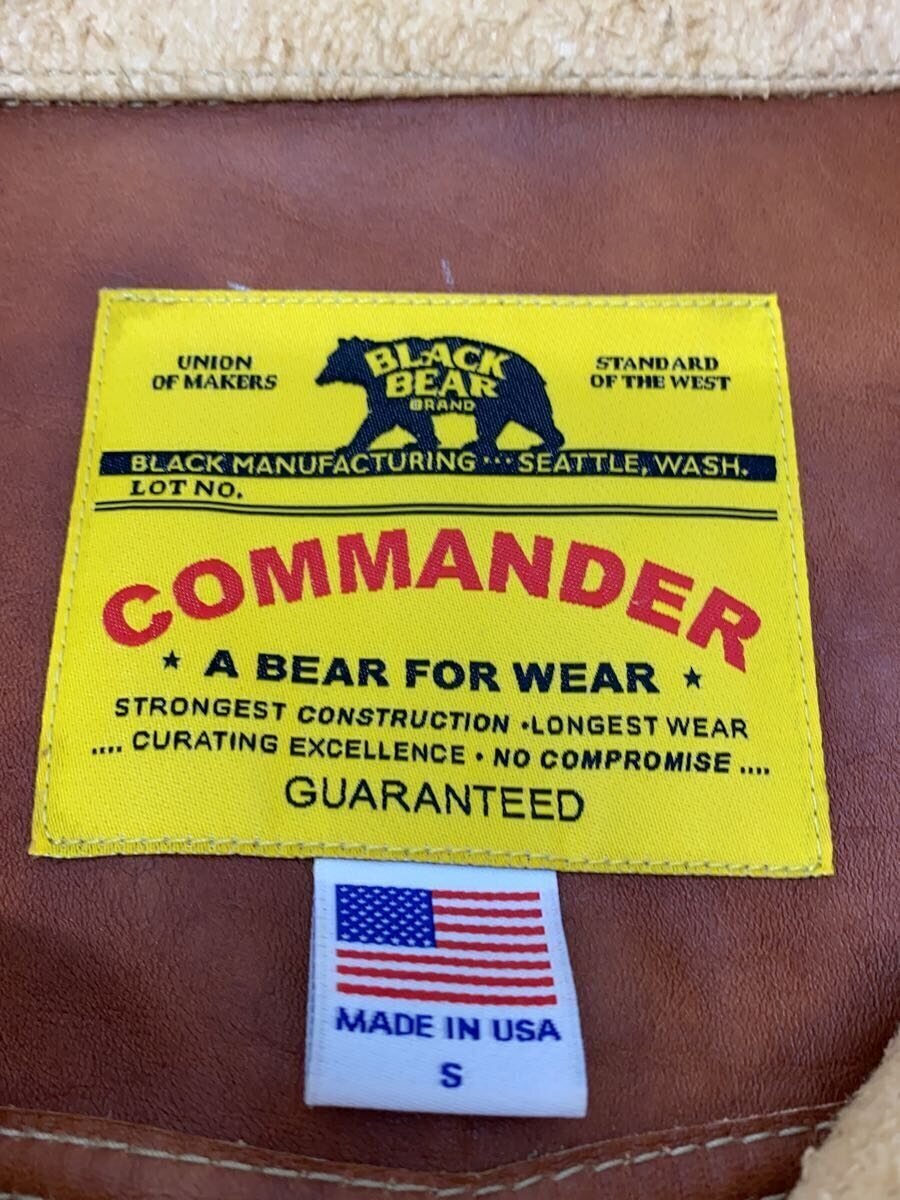 UNION
OF MAKERS
BLACK
BEAR
BRAND
STANDARD
OF THE WEST
BLACK MANUFACTURING ··· SEATTLE, WASH.
LOT NO.
COMMANDER
★ A BEAR FOR WEAR ★
STRONGEST CONSTRUCTION • LONGEST WEAR
.... CURATING EXCELLENCE • NO COMPROMISE ....
GUARANTEED
MADE IN USA
S